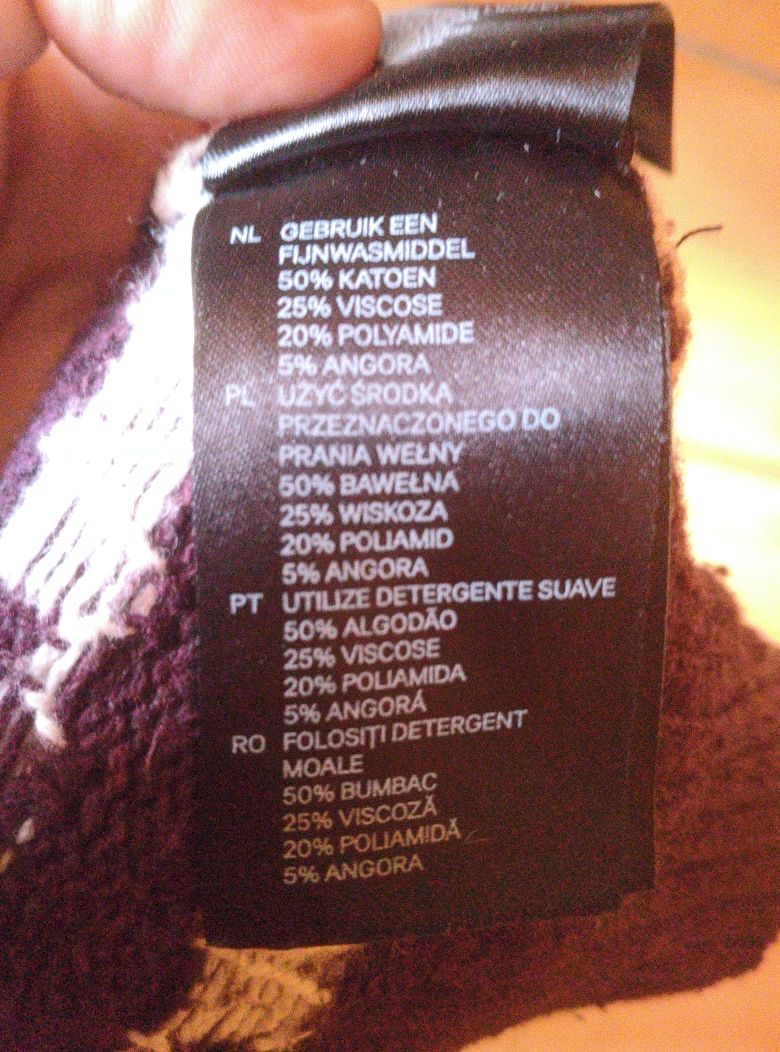 NL GEBRUIK EEN
FIJNWASMIDDEL
50% KATOEN
25% VISCOSE
20% POLYAMIDE
5% ANGORA
PL UŻYĆ ŚRODKA
PRZEZNACZONEGO DO
PRANIA WEŁNY
50% BAWEŁNA
25% WISKOZA
20% POLIAMID
5% ANGORA
PT UTILIZE DETERGENTE SUAVE
50% ALGODÃO
25% VISCOSE
20% POLIAMIDA
5% ANGORÁ
RO FOLOSIȚI DETERGENT
MOALE
50% BUMBAC
25% VISCOZĂ
20% POLIAMIDĂ
5% ANGORA